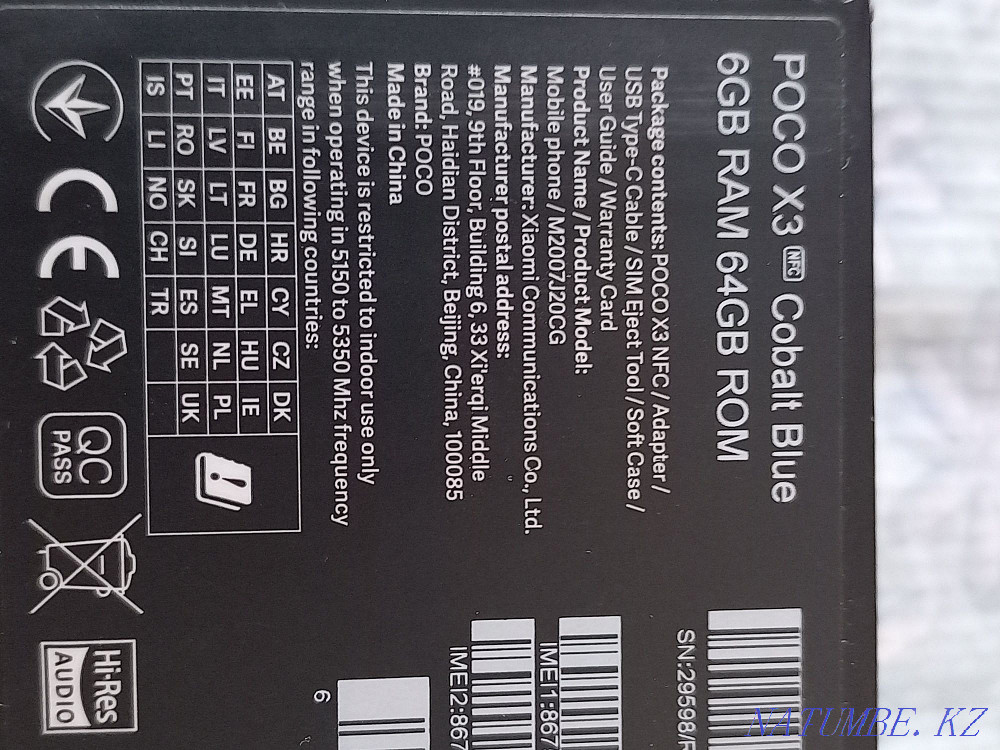 POCO X3 NFC Cobalt Blue
6GB RAM 64GB ROM
Package contents: POCO X3 NFC / Adapter /
USB Type-C Cable / SIM Eject Tool / Soft Case /
User Guide / Warranty Card
Product Name / Product Model:
Mobile phone / M2007J20CG
Manufacturer: Xiaomi Communications Co., Ltd.
Manufacturer postal address:
#019, 9th Floor, Building 6, 33 Xi'erqi Middle
Road, Haidian District, Beijing, China, 100085
Brand: POCO
Made in China
This device is restricted to indoor use only
when operating in 5150 to 5350 Mhz frequency
range in following countries:
AT BE BG HR CY CZ DK
EE FI FR DE EL HU IE
IT LV LT LU MT NL PL
PT RO SK SI ES SE UK
IS LI NO CH TR
CE
QC
PASS
Hi-Res
AUDIO
SN:29598/
IMEI1:867
IMEI2:867
6
NATUMBE.KZ